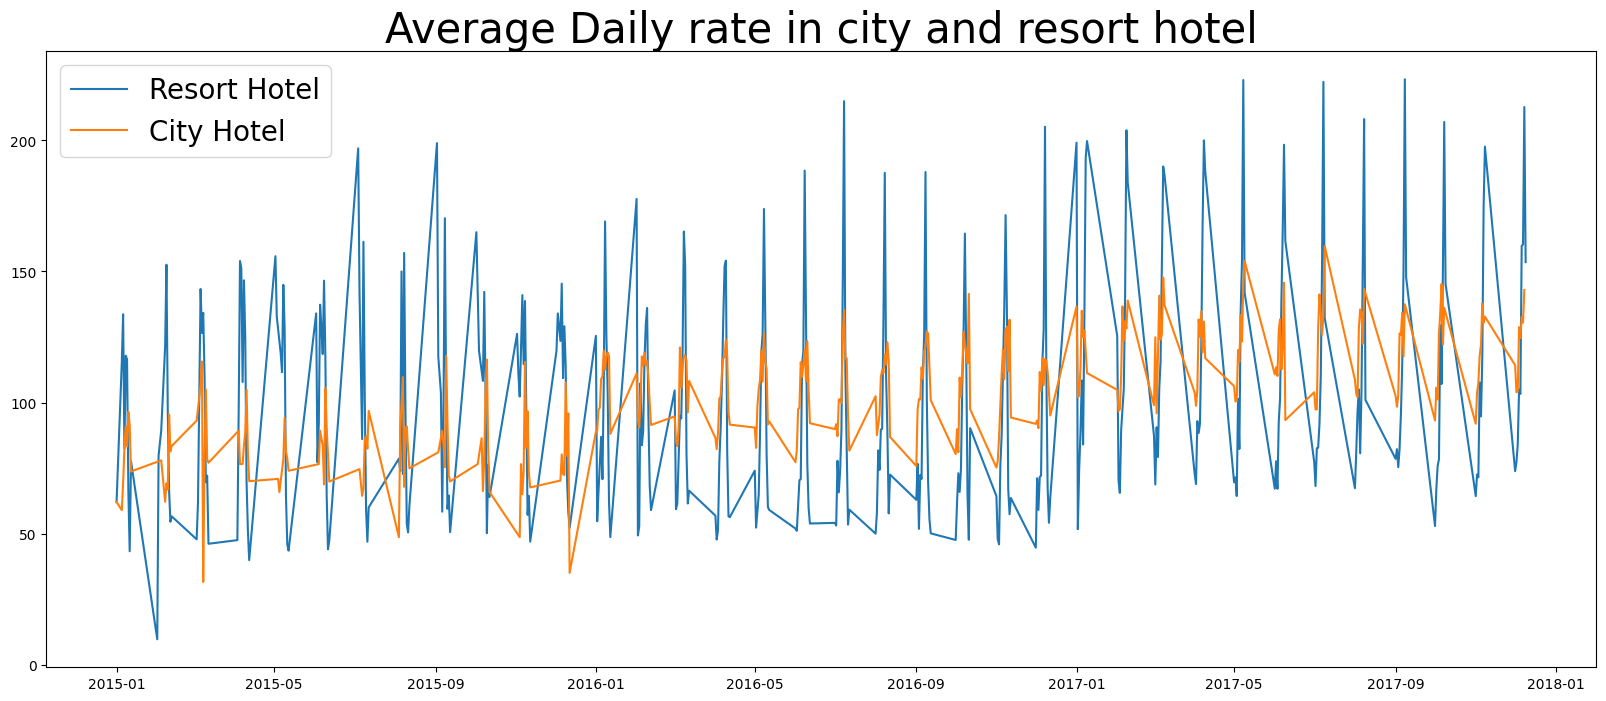 Average Daily rate in city and resort hotel
Resort Hotel
City Hotel
200
150
100
50
0
2015-01 2015-05 2015-09 2016-01 2016-05 2016-09 2017-01 2017-05 2017-09 2018-01